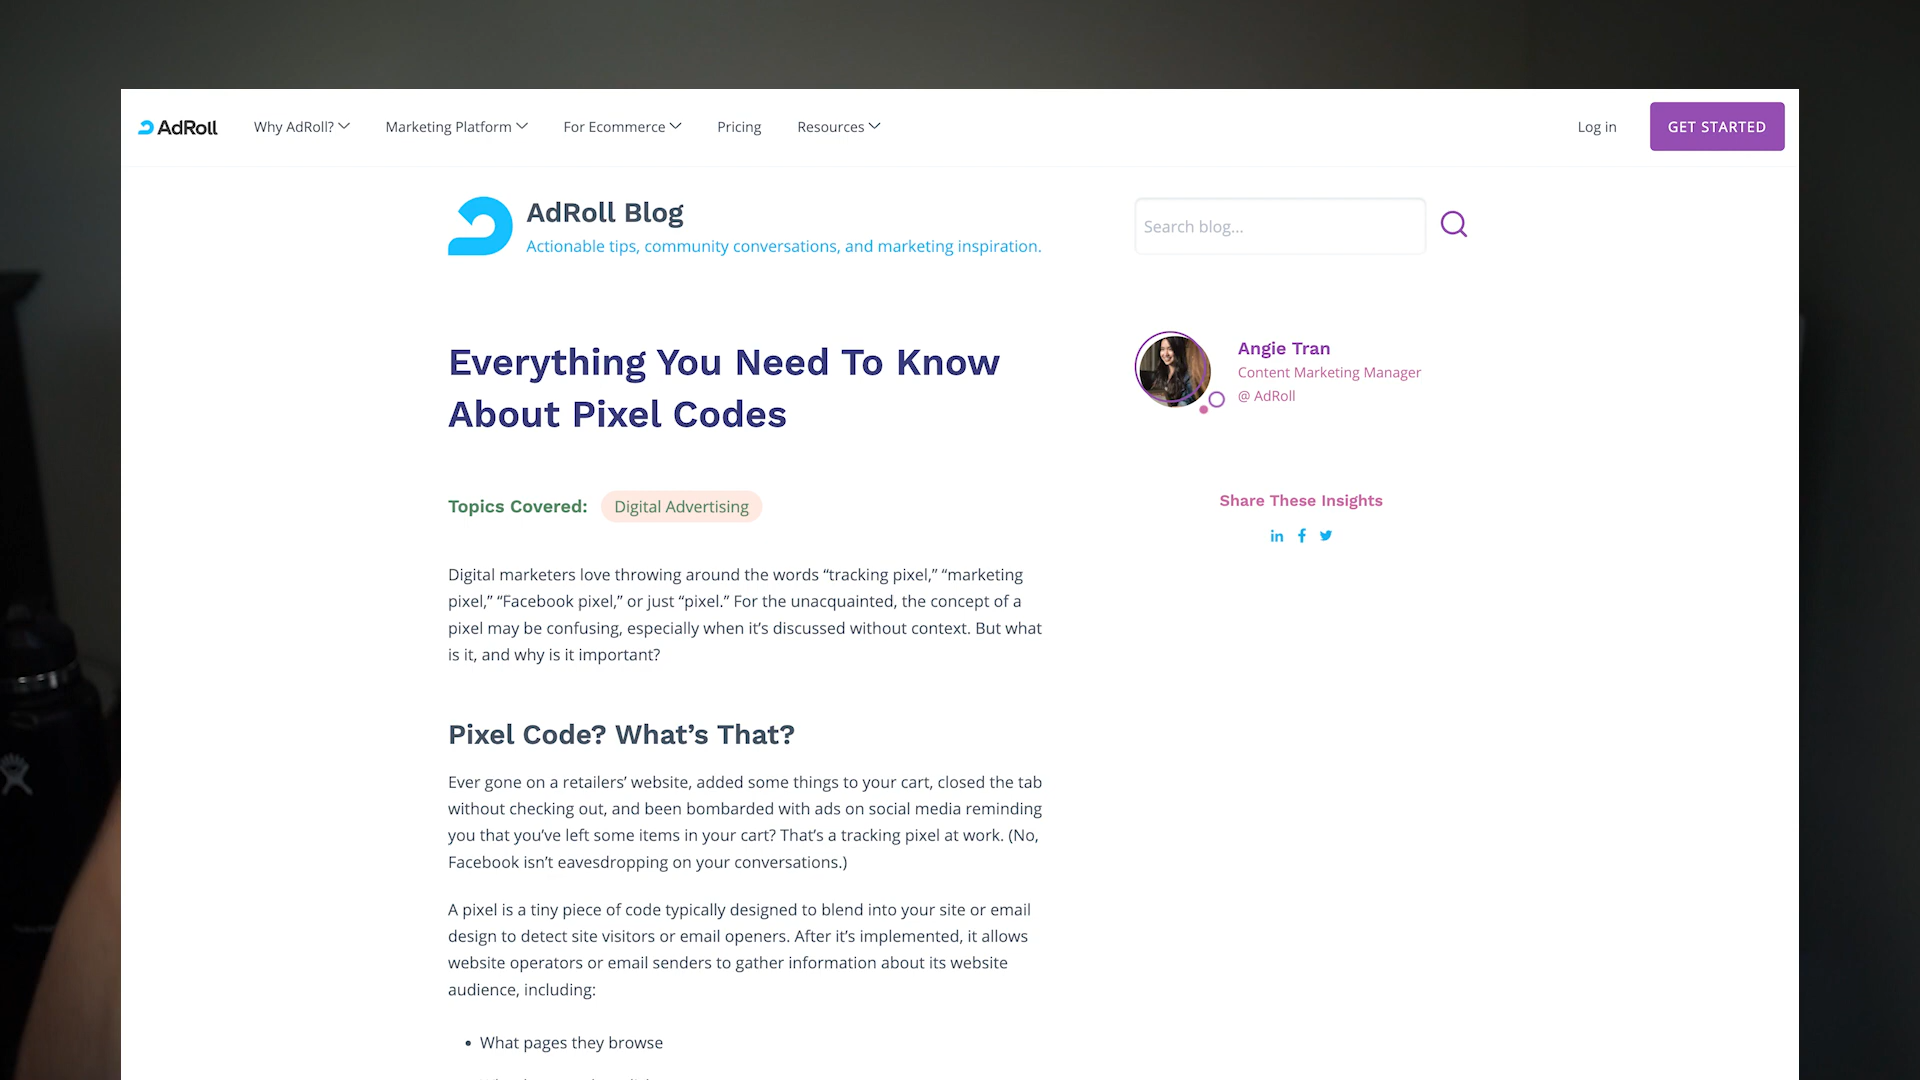 AdRoll
Why AdRoll?
Marketing Platform
For Ecommerce
Pricing
Resources
Log in
GET STARTED
AdRoll Blog
Actionable tips, community conversations, and marketing inspiration.
Search blog...
Everything You Need To Know
About Pixel Codes
Angie Tran
Content Marketing Manager
@ AdRoll
Topics Covered:
Digital Advertising
Share These Insights
Digital marketers love throwing around the words “tracking pixel,” “marketing
pixel,” “Facebook pixel,” or just “pixel.” For the unacquainted, the concept of a
pixel may be confusing, especially when it’s discussed without context. But what
is it, and why is it important?
Pixel Code? What’s That?
Ever gone on a retailers’ website, added some things to your cart, closed the tab
without checking out, and been bombarded with ads on social media reminding
you that you’ve left some items in your cart? That’s a tracking pixel at work. (No,
Facebook isn’t eavesdropping on your conversations.)
A pixel is a tiny piece of code typically designed to blend into your site or email
design to detect site visitors or email openers. After it’s implemented, it allows
website operators or email senders to gather information about its website
audience, including:
• What pages they browse